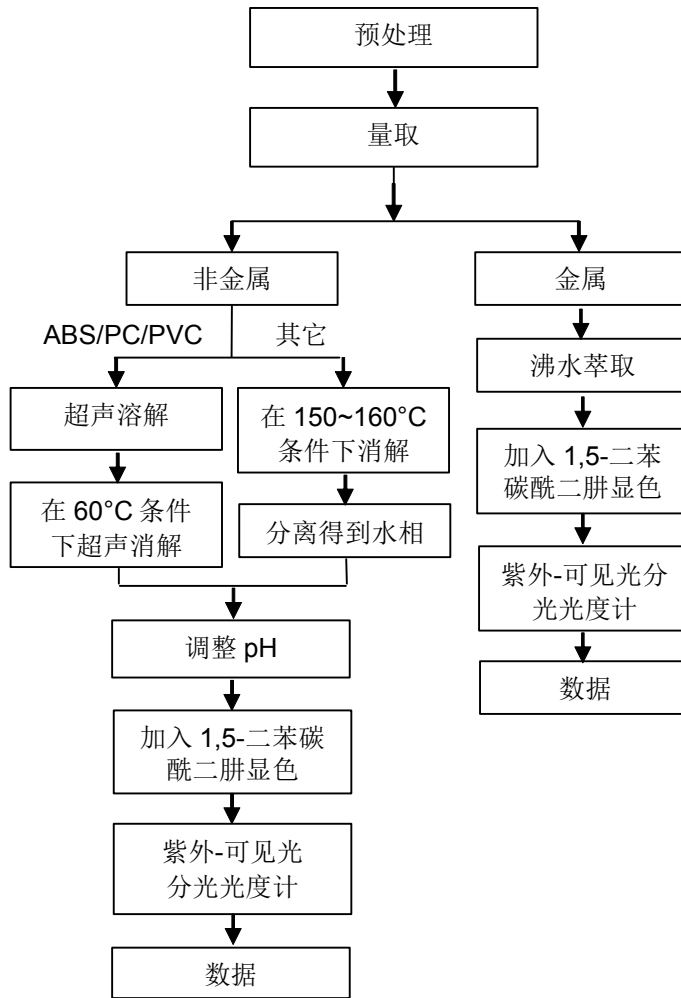 预处理
量取
非金属
金属
ABS/PC/PVC
其它
沸水萃取
超声溶解
在 150~160°C
条件下消解
加入 1,5-二苯
碳酰二肼显色
在 60°C 条件
下超声消解
分离得到水相
紫外-可见光分
光光度计
调整 pH
数据
加入 1,5-二苯碳
酰二肼显色
紫外-可见光
分光光度计
数据